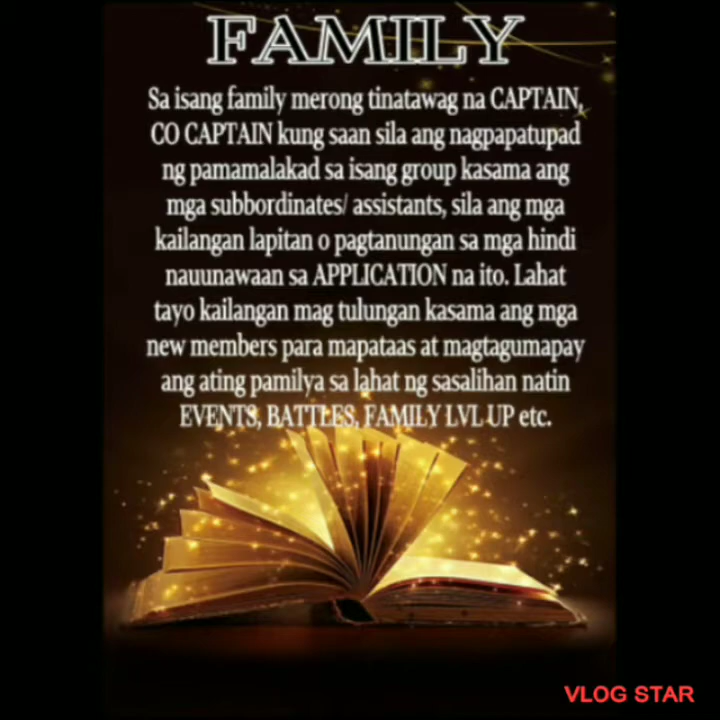 FAMILY
Sa isang family merong tinatawag na CAPTAIN,
CO CAPTAIN kung saan sila ang nagpapatupad
ng pamamalakad sa isang group kasama ang
mga subbordinates/ assistants, sila ang mga
kailangan lapitan o pagtanungan sa mga hindi
nauunawaan sa APPLICATION na ito. Lahat
tayo kailangan mag tulungan kasama ang mga
new members para mapataas at magtagumapay
ang ating pamilya sa lahat ng sasalihan natin
EVENTS, BATTLES, FAMILY LVL UP etc.
VLOG STAR